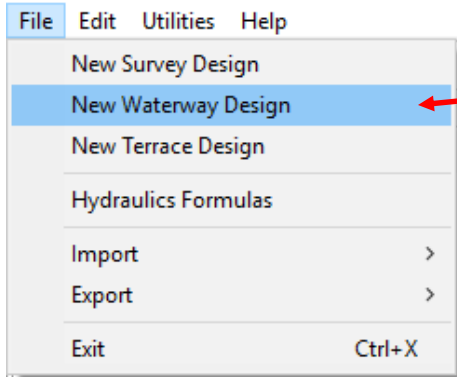 File Edit Utilities Help
New Survey Design
New Waterway Design
New Terrace Design
Hydraulics Formulas
Import >
Export >
Exit Ctrl+X